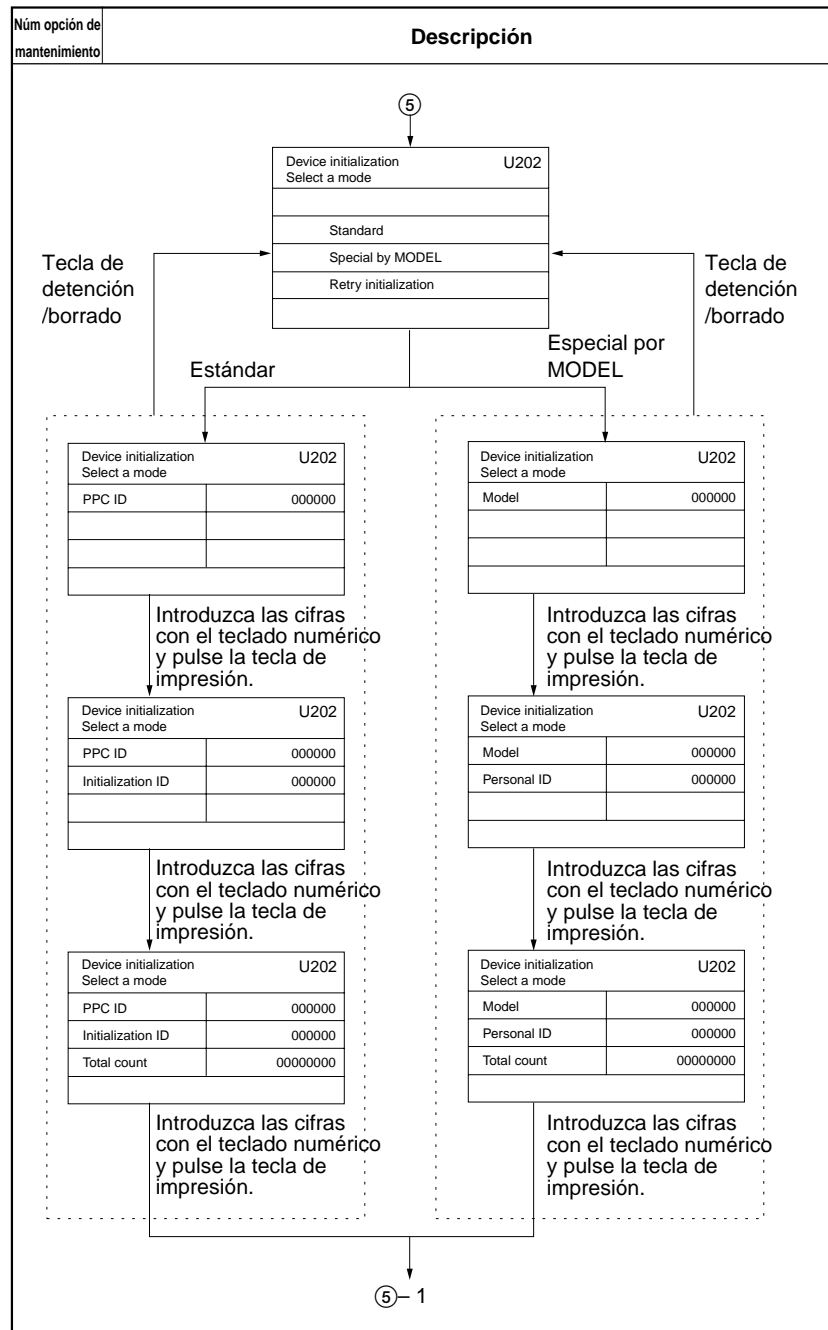 Núm opción de
mantenimiento
Descripción
5
Device initialization U202
Select a mode
Standard
Special by MODEL
Retry initialization
Tecla de
detención
/borrado
Tecla de
detención
/borrado
Estándar
Especial por
MODEL
Device initialization U202
Select a mode
PPC ID 000000
Introduzca las cifras
con el teclado numérico
y pulse la tecla de
impresión.
Device initialization U202
Select a mode
PPC ID 000000
Initialization ID 000000
Introduzca las cifras
con el teclado numérico
y pulse la tecla de
impresión.
Device initialization U202
Select a mode
PPC ID 000000
Initialization ID 000000
Total count 00000000
Introduzca las cifras
con el teclado numérico
y pulse la tecla de
impresión.
Device initialization U202
Select a mode
Model 000000
Introduzca las cifras
con el teclado numérico
y pulse la tecla de
impresión.
Device initialization U202
Select a mode
Model 000000
Personal ID 000000
Introduzca las cifras
con el teclado numérico
y pulse la tecla de
impresión.
Device initialization U202
Select a mode
Model 000000
Personal ID 000000
Total count 00000000
Introduzca las cifras
con el teclado numérico
y pulse la tecla de
impresión.
5 – 1